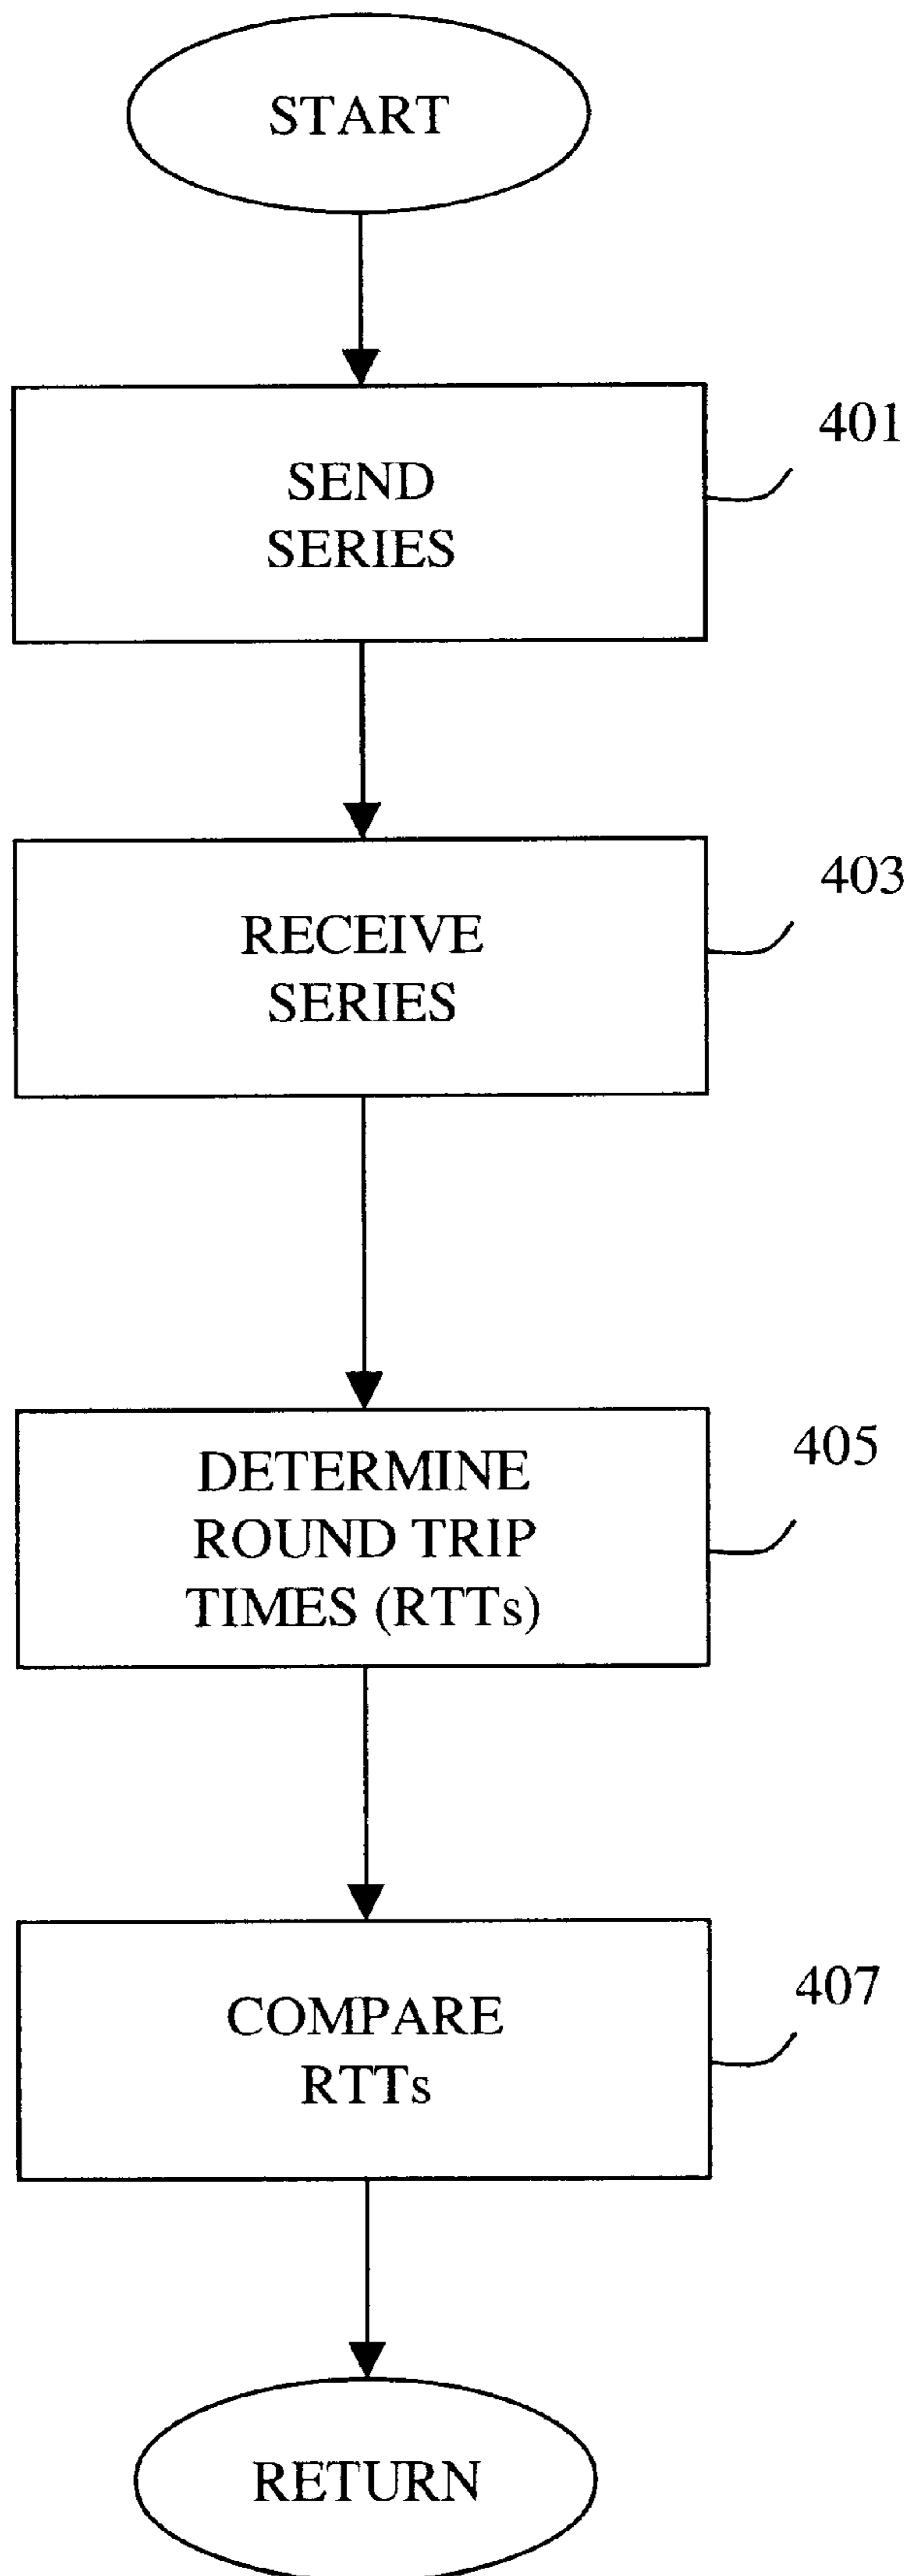 START
401
SEND
SERIES
403
RECEIVE
SERIES
405
DETERMINE
ROUND TRIP
TIMES (RTTs)
407
COMPARE
RTTs
RETURN